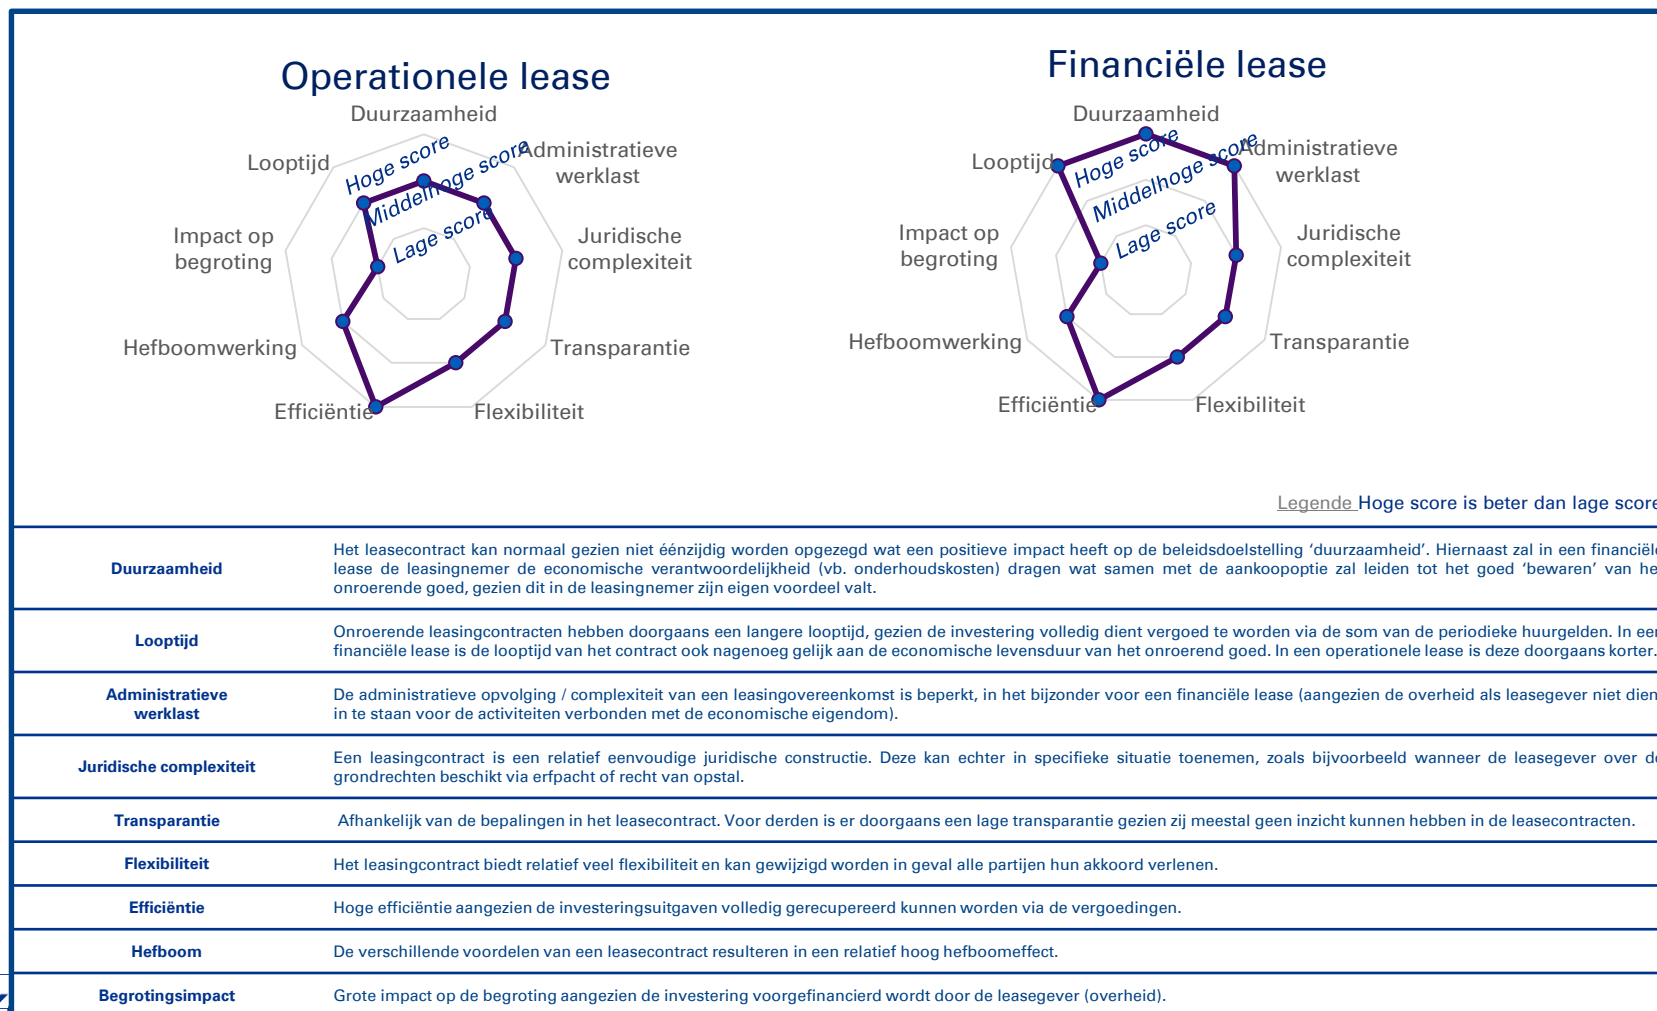 Operationele lease
Duurzaamheid
Administratieve
werklast
Juridische
complexiteit
Transparantie
Flexibiliteit
Efficiëntie
Hefboomwerking
Impact op
begroting
Looptijd
Hoge score
Middelhoge score
Lage score
Financiële lease
Duurzaamheid
Administratieve
werklast
Juridische
complexiteit
Transparantie
Flexibiliteit
Efficiëntie
Hefboomwerking
Impact op
begroting
Looptijd
Hoge score
Middelhoge score
Lage score
Legende Hoge score is beter dan lage score
Duurzaamheid
Het leasecontract kan normaal gezien niet éénzijdig worden opgezegd wat een positieve impact heeft op de beleidsdoelstelling ‘duurzaamheid’. Hiernaast zal in een financiële
lease de leasingnemer de economische verantwoordelijkheid (vb. onderhoudskosten) dragen wat samen met de aankoopoptie zal leiden tot het goed ‘bewaren’ van he
onroerende goed, gezien dit in de leasingnemer zijn eigen voordeel valt.
Looptijd
Onroerende leasingcontracten hebben doorgaans een langere looptijd, gezien de investering volledig dient vergoed te worden via de som van de periodieke huurgelden. In een
financiële lease is de looptijd van het contract ook nagenoeg gelijk aan de economische levensduur van het onroerend goed. In een operationele lease is deze doorgaans korter.
Administratieve
werklast
De administratieve opvolging / complexiteit van een leasingovereenkomst is beperkt, in het bijzonder voor een financiële lease (aangezien de overheid als leasegever niet dien
in te staan voor de activiteiten verbonden met de economische eigendom).
Juridische complexiteit
Een leasingcontract is een relatief eenvoudige juridische constructie. Deze kan echter in specifieke situatie toenemen, zoals bijvoorbeeld wanneer de leasegever over de
grondrechten beschikt via erfpacht of recht van opstal.
Transparantie
Afhankelijk van de bepalingen in het leasecontract. Voor derden is er doorgaans een lage transparantie gezien zij meestal geen inzicht kunnen hebben in de leasecontracten.
Flexibiliteit
Het leasingcontract biedt relatief veel flexibiliteit en kan gewijzigd worden in geval alle partijen hun akkoord verlenen.
Efficiëntie
Hoge efficiëntie aangezien de investeringsuitgaven volledig gerecupereerd kunnen worden via de vergoedingen.
Hefboom
De verschillende voordelen van een leasecontract resulteren in een relatief hoog hefboomeffect.
Begrotingsimpact
Grote impact op de begroting aangezien de investering voorgefinancierd wordt door de leasegever (overheid).